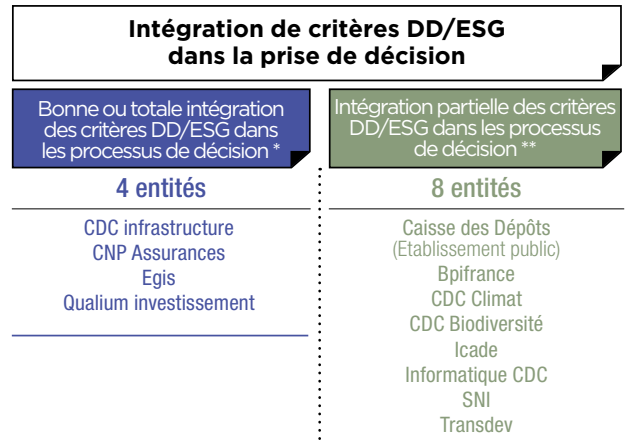 Intégration de critères DD/ESG
dans la prise de décision
Bonne ou totale intégration
des critères DD/ESG dans
les processus de décision *
4 entités
CDC infrastructure
CNP Assurances
Egis
Qualium investissement
Intégration partielle des critères
DD/ESG dans les processus
de décision **
8 entités
Caisse des Dépôts
(Etablissement public)
Bpifrance
CDC Climat
CDC Biodiversité
Icade
Informatique CDC
SNI
Transdev